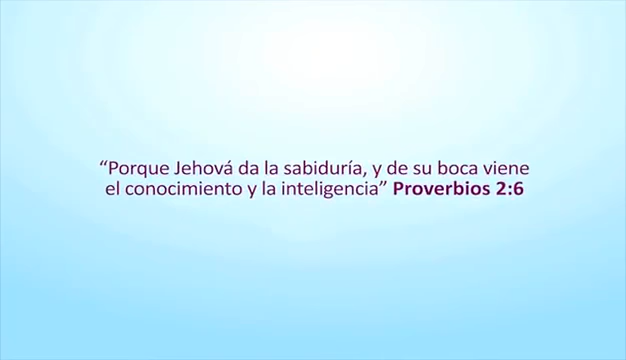 “Porque Jehová da la sabiduría, y de su boca viene
el conocimiento y la inteligencia” Proverbios 2:6